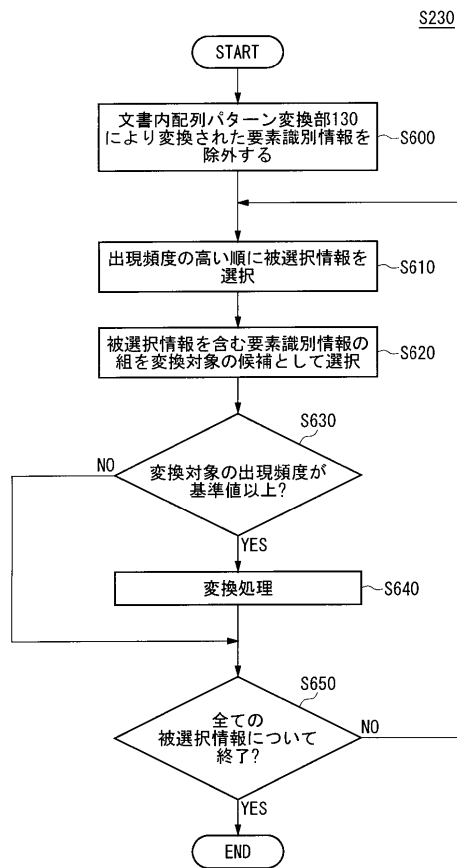 S230
START
文書内配列パターン変換部130
により変換された要素識別情報を
除外する
S600
出現頻度の高い順に被選択情報を
選択
S610
被選択情報を含む要素識別情報の
組を変換対象の候補として選択
S620
S630
NO
変換対象の出現頻度が
基準値以上?
YES
変換処理
S640
S650
全ての
被選択情報について
終了?
NO
YES
END